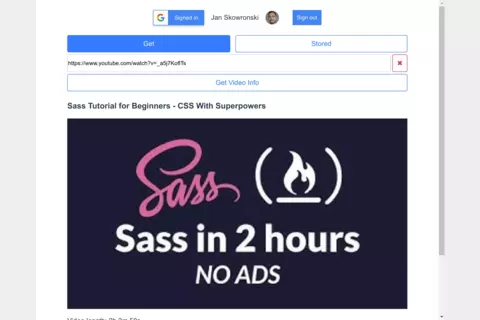 Signed in Jan Skowronski Sign out
Get Stored
https://www.youtube.com/watch?v=_a5j7KoflTs ✖
Get Video Info
Sass Tutorial for Beginners - CSS With Superpowers
Sass
Sass in 2 hours
NO ADS